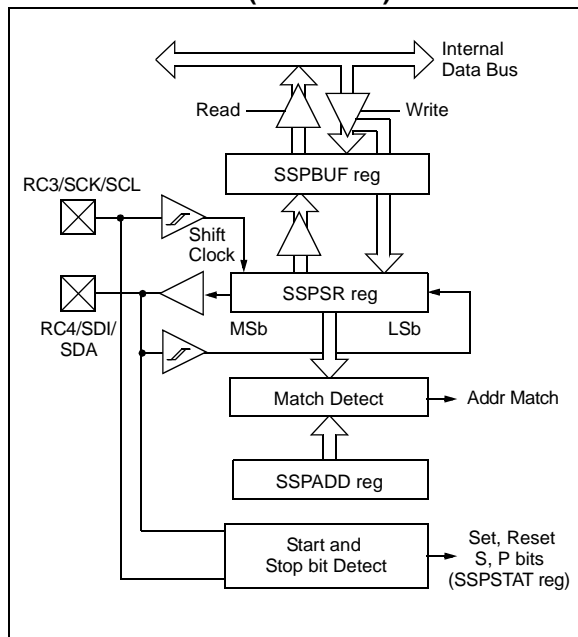 Internal
Data Bus
Read
Write
SSPBUF reg
RC3/SCK/SCL
Shift
Clock
SSPSR reg
MSb
LSb
RC4/SDI/
SDA
Match Detect
Addr Match
SSPADD reg
Start and
Stop bit Detect
Set, Reset
S, P bits
(SSPSTAT reg)